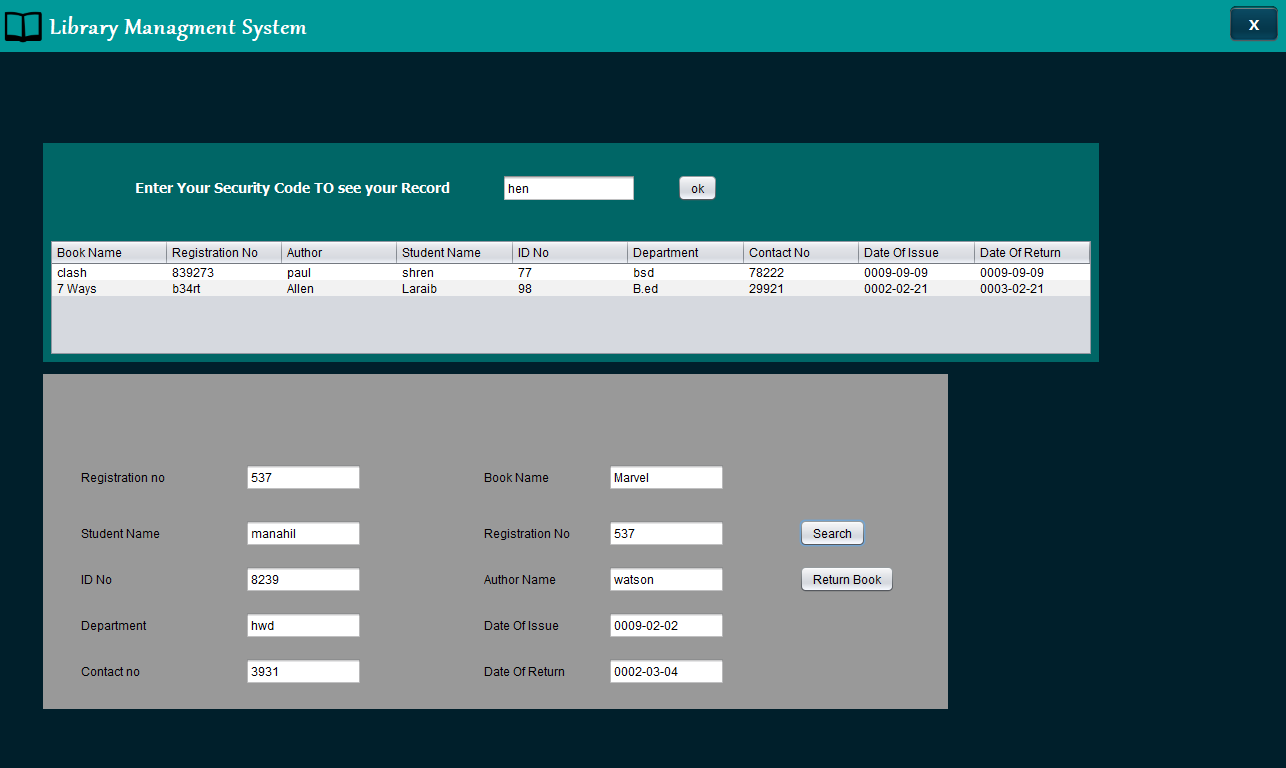 Library Managment System
X
Enter Your Security Code TO see your Record hen ok
Book Name Registration No Author Student Name ID No Department Contact No Date Of Issue Date Of Return
clash 839273 paul shren 77 bsd 78222 0009-09-09 0009-09-09
7 Ways b34rt Allen Laraib 98 B.ed 29921 0002-02-21 0003-02-21
Registration no 537 Book Name Marvel
Student Name manahil Registration No 537 Search
ID No 8239 Author Name watson Return Book
Department hwd Date Of Issue 0009-02-02
Contact no 3931 Date Of Return 0002-03-04